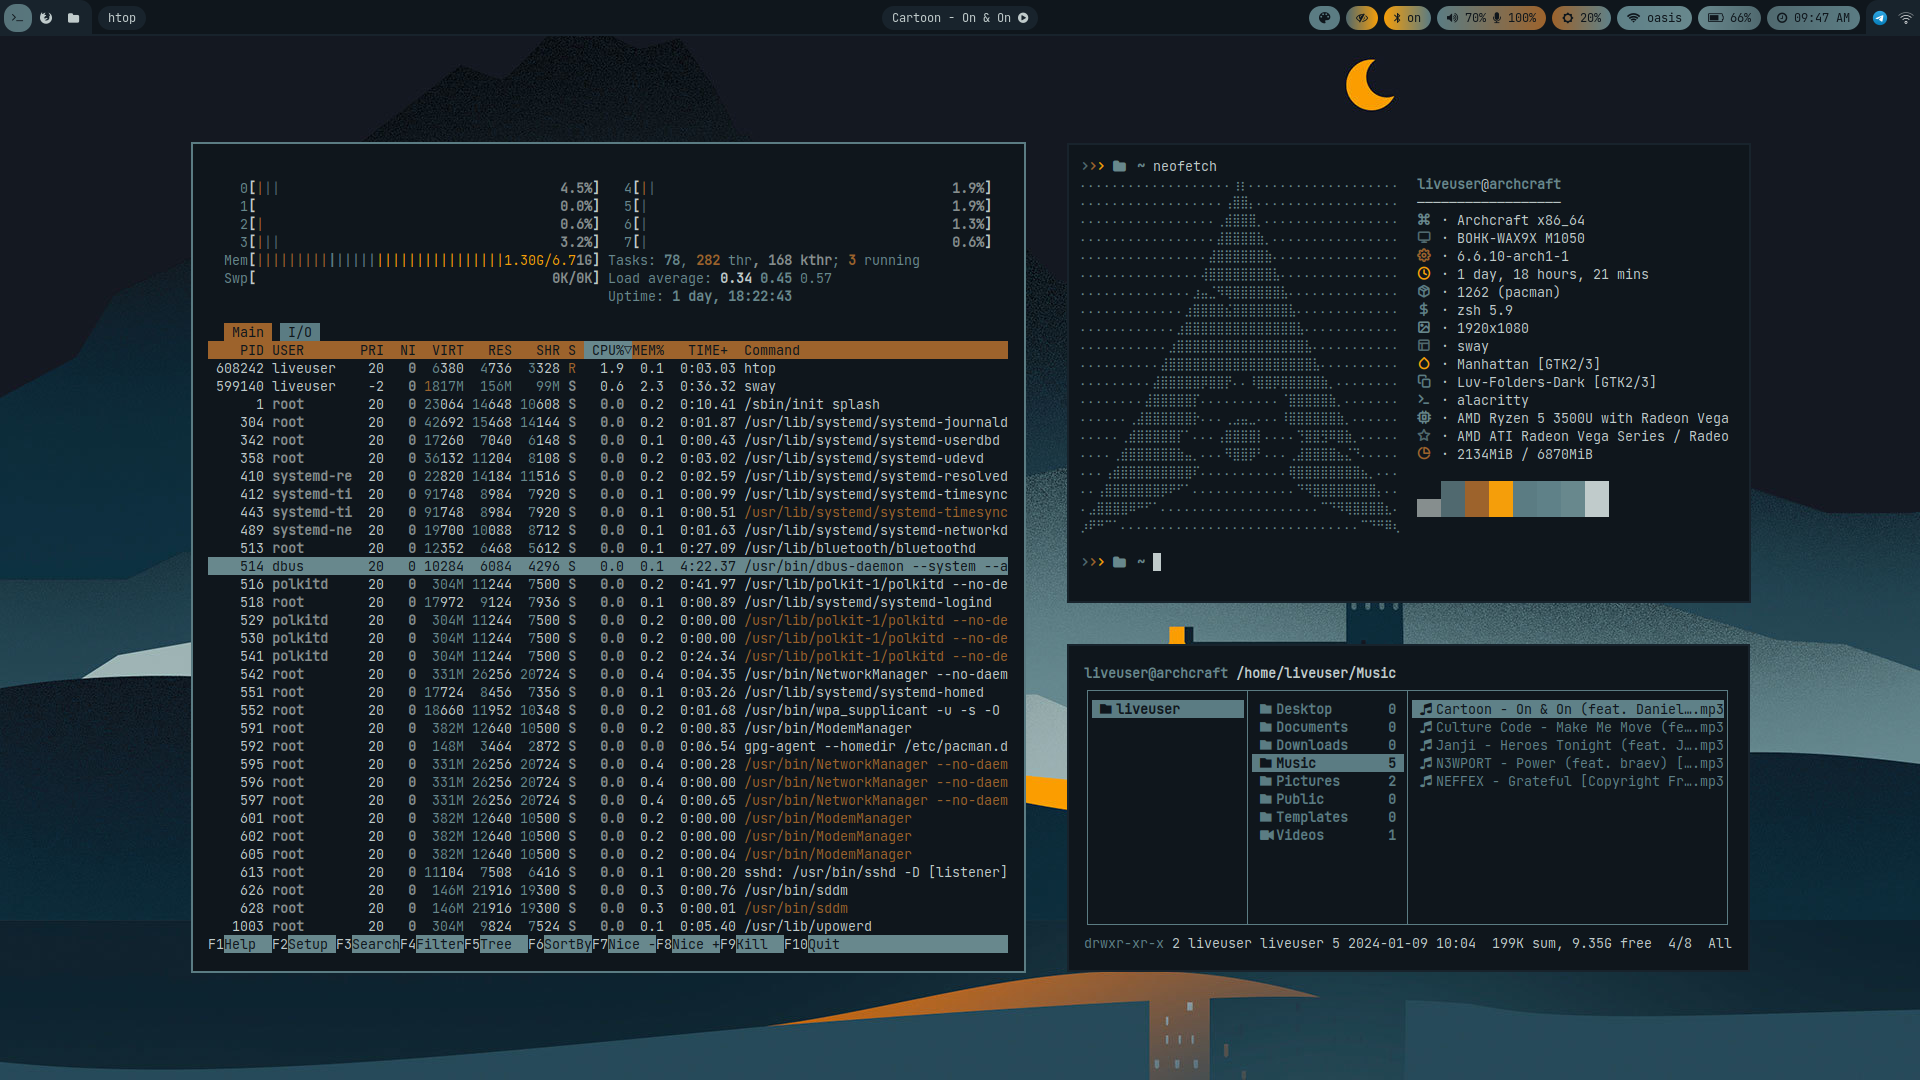 htop
Cartoon - On & On
on
70% 100%
20%
oasis
66%
09:47 AM
0[||| 4.5%] 4[|| 1.9%]
1[ 0.0%] 5[| 1.9%]
2[| 0.6%] 6[| 1.3%]
3[||| 3.2%] 7[| 0.6%]
Mem[||||||||||||||||||||||||||||||1.30G/6.71G] Tasks: 78, 282 thr, 168 kthr; 3 running
Swp[ 0K/0K] Load average: 0.34 0.45 0.57
Uptime: 1 day, 18:22:43
Main I/O
PID USER PRI NI VIRT RES SHR S CPU%▽MEM% TIME+ Command
608242 liveuser 20 0 6380 4736 3328 R 1.9 0.1 0:03.03 htop
599140 liveuser -2 0 1817M 156M 99M S 0.6 2.3 0:36.32 sway
1 root 20 0 23064 14648 10608 S 0.0 0.2 0:10.41 /sbin/init splash
304 root 20 0 42692 15468 14144 S 0.0 0.2 0:01.87 /usr/lib/systemd/systemd-journald
342 root 20 0 17260 7040 6148 S 0.0 0.1 0:00.43 /usr/lib/systemd/systemd-userdbd
358 root 20 0 36132 11204 8108 S 0.0 0.2 0:03.02 /usr/lib/systemd/systemd-udevd
410 systemd-re 20 0 22820 14184 11516 S 0.0 0.2 0:02.59 /usr/lib/systemd/systemd-resolved
412 systemd-ti 20 0 91748 8984 7920 S 0.0 0.1 0:00.99 /usr/lib/systemd/systemd-timesync
443 systemd-ti 20 0 91748 8984 7920 S 0.0 0.1 0:00.51 /usr/lib/systemd/systemd-timesync
489 systemd-ne 20 0 19700 10088 8712 S 0.0 0.1 0:01.63 /usr/lib/systemd/systemd-networkd
513 root 20 0 12352 6468 5612 S 0.0 0.1 0:27.09 /usr/lib/bluetooth/bluetoothd
514 dbus 20 0 10284 6084 4296 S 0.0 0.1 4:22.37 /usr/bin/dbus-daemon --system --a
516 polkitd 20 0 304M 11244 7500 S 0.0 0.2 0:41.97 /usr/lib/polkit-1/polkitd --no-de
518 root 20 0 17972 9124 7936 S 0.0 0.1 0:00.89 /usr/lib/systemd/systemd-logind
529 polkitd 20 0 304M 11244 7500 S 0.0 0.2 0:00.00 /usr/lib/polkit-1/polkitd --no-de
530 polkitd 20 0 304M 11244 7500 S 0.0 0.2 0:00.00 /usr/lib/polkit-1/polkitd --no-de
541 polkitd 20 0 304M 11244 7500 S 0.0 0.2 0:24.34 /usr/lib/polkit-1/polkitd --no-de
542 root 20 0 331M 26256 20724 S 0.0 0.4 0:04.35 /usr/bin/NetworkManager --no-daem
551 root 20 0 17724 8456 7356 S 0.0 0.1 0:03.26 /usr/lib/systemd/systemd-homed
552 root 20 0 18660 11952 10348 S 0.0 0.2 0:01.68 /usr/bin/wpa_supplicant -u -s -O
591 root 20 0 382M 12640 10500 S 0.0 0.2 0:00.83 /usr/bin/ModemManager
592 root 20 0 148M 3464 2872 S 0.0 0.0 0:06.54 gpg-agent --homedir /etc/pacman.d
595 root 20 0 331M 26256 20724 S 0.0 0.4 0:00.28 /usr/bin/NetworkManager --no-daem
596 root 20 0 331M 26256 20724 S 0.0 0.4 0:00.00 /usr/bin/NetworkManager --no-daem
597 root 20 0 331M 26256 20724 S 0.0 0.4 0:00.65 /usr/bin/NetworkManager --no-daem
601 root 20 0 382M 12640 10500 S 0.0 0.2 0:00.00 /usr/bin/ModemManager
602 root 20 0 382M 12640 10500 S 0.0 0.2 0:00.00 /usr/bin/ModemManager
605 root 20 0 382M 12640 10500 S 0.0 0.2 0:00.04 /usr/bin/ModemManager
613 root 20 0 11104 7508 6416 S 0.0 0.1 0:00.20 sshd: /usr/bin/sshd -D [listener]
626 root 20 0 146M 21916 19300 S 0.0 0.3 0:00.76 /usr/bin/sddm
628 root 20 0 146M 21916 19300 S 0.0 0.3 0:00.01 /usr/bin/sddm
1003 root 20 0 304M 9824 7524 S 0.0 0.1 0:05.40 /usr/lib/upowerd
F1Help F2Setup F3SearchF4FilterF5Tree F6SortByF7Nice -F8Nice +F9Kill F10Quit
~ neofetch
liveuser@archcraft
· Archcraft x86_64
· BOHK-WAX9X M1050
· 6.6.10-arch1-1
· 1 day, 18 hours, 21 mins
· 1262 (pacman)
· zsh 5.9
· 1920x1080
· sway
· Manhattan [GTK2/3]
· Luv-Folders-Dark [GTK2/3]
· alacritty
· AMD Ryzen 5 3500U with Radeon Vega
· AMD ATI Radeon Vega Series / Radeo
· 2134MiB / 6870MiB
~
liveuser@archcraft /home/liveuser/Music
liveuser
Desktop 0
Documents 0
Downloads 0
Music 5
Pictures 2
Public 0
Templates 0
Videos 1
Cartoon - On & On (feat. Daniel….mp3
Culture Code - Make Me Move (fe….mp3
Janji - Heroes Tonight (feat. J….mp3
N3WPORT - Power (feat. braev) [….mp3
NEFFEX - Grateful [Copyright Fr….mp3
drwxr-xr-x 2 liveuser liveuser 5 2024-01-09 10:04 199K sum, 9.35G free 4/8 All